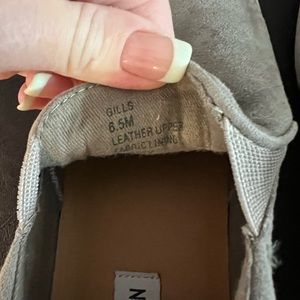 GILLS
6.5M
LEATHER UPPER
FABRIC LINING
N